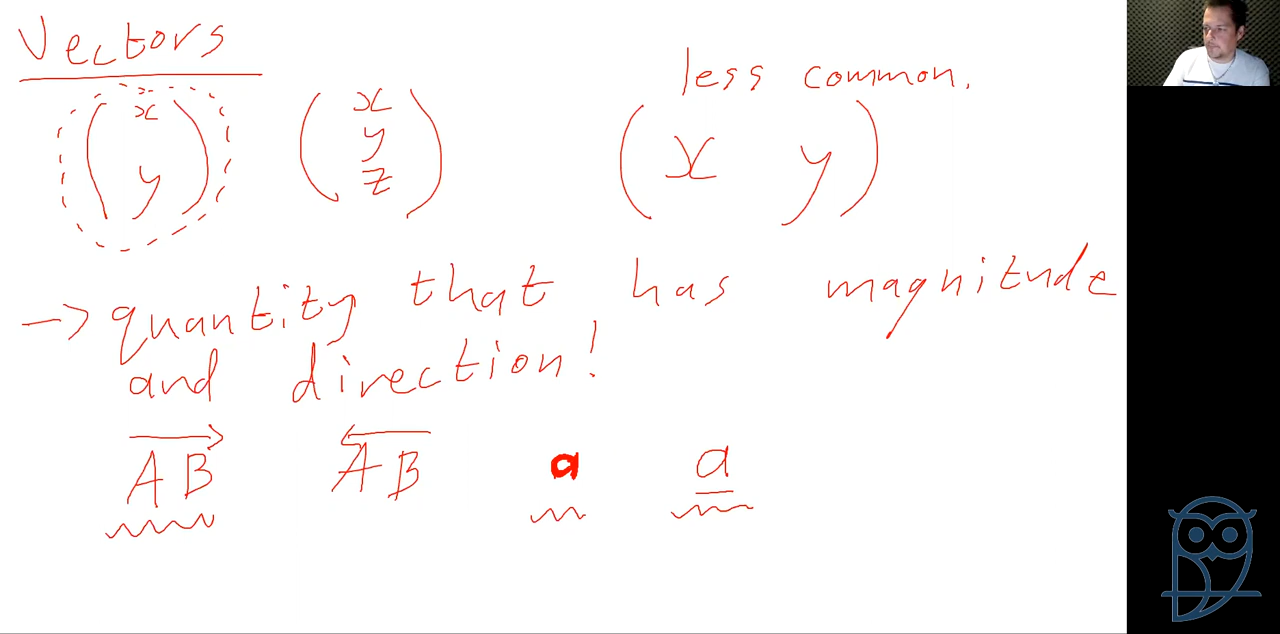 Vectors
less common.
( x y ) ( x y z ) ( x y )
→ quantity that has magnitude
and direction!
AB AB a a